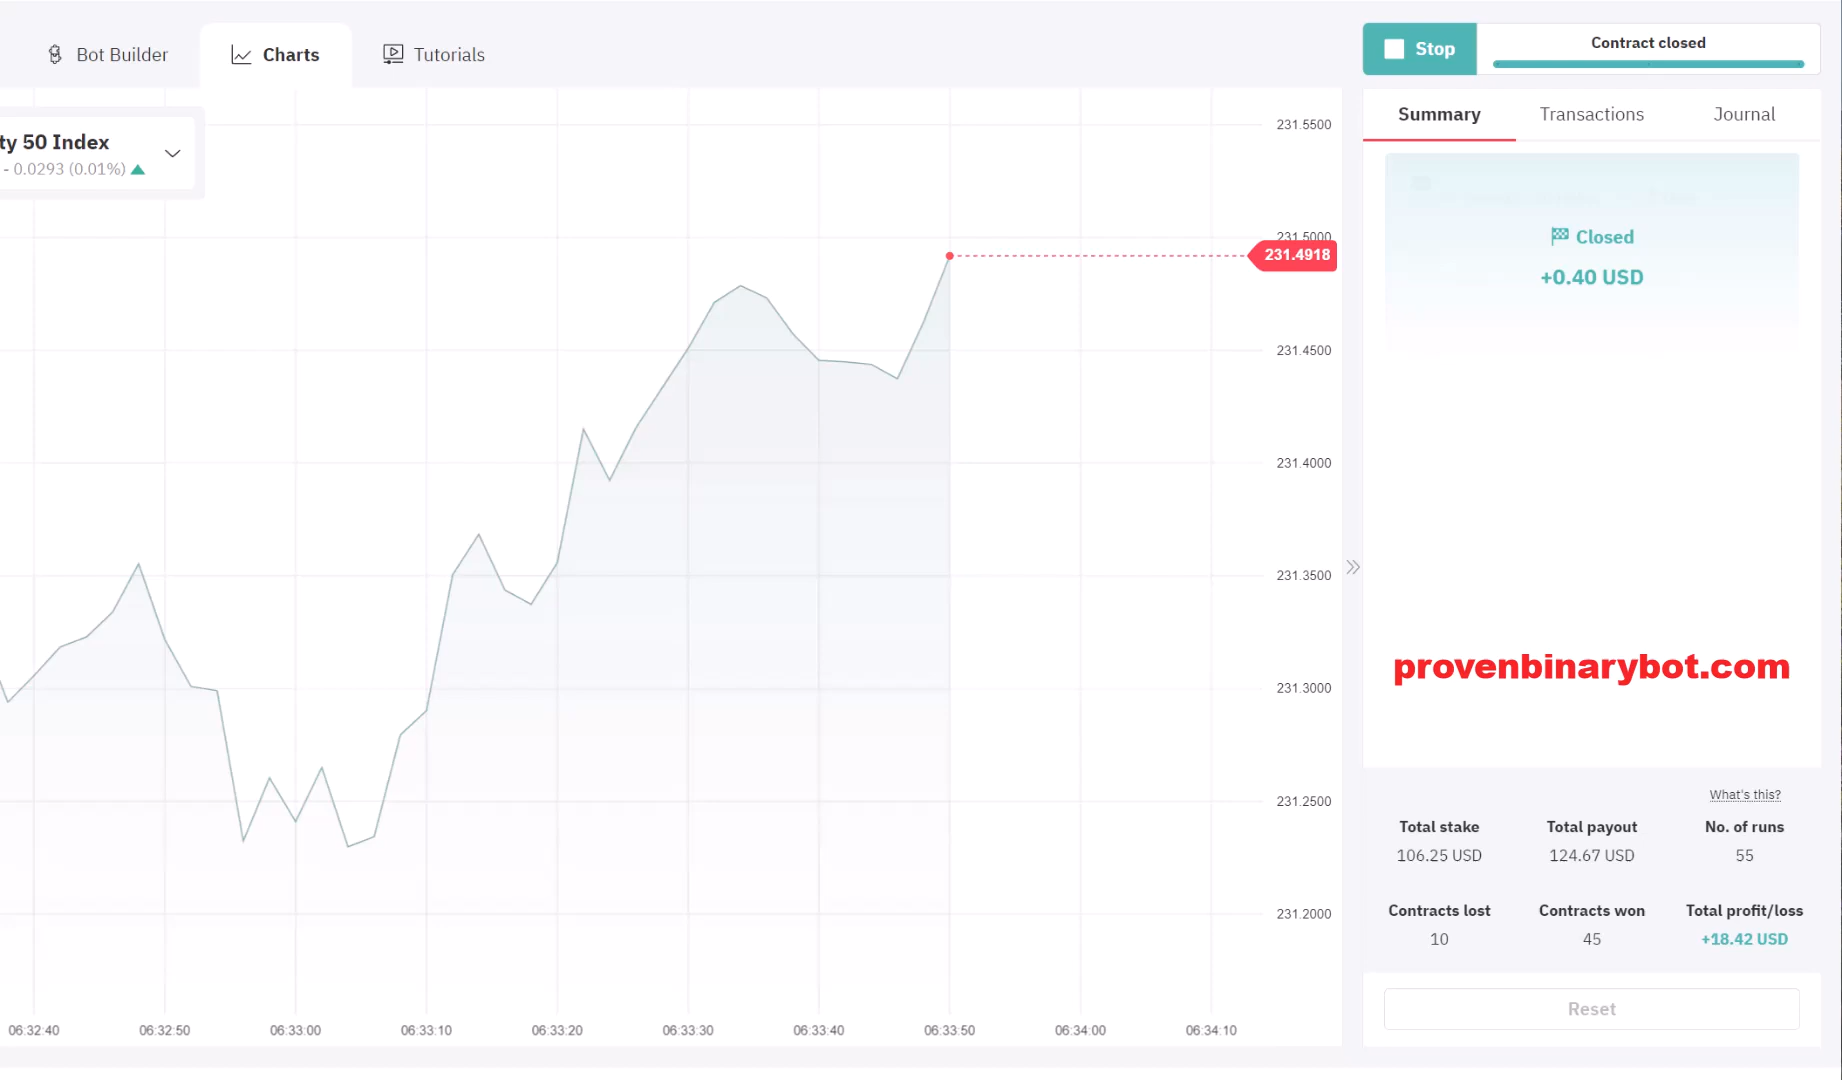 Bot Builder
Charts
Tutorials
Stop
Contract closed
ty 50 Index
- 0.0293 (0.01%)
Summary
Transactions
Journal
Closed
+0.40 USD
231.5500
231.5000
231.4918
231.4500
231.4000
231.3500
231.3000
231.2500
231.2000
06:32:40
06:32:50
06:33:00
06:33:10
06:33:20
06:33:30
06:33:40
06:33:50
06:34:00
06:34:10
provenbinarybot.com
What's this?
Total stake
106.25 USD
Total payout
124.67 USD
No. of runs
55
Contracts lost
10
Contracts won
45
Total profit/loss
+18.42 USD
Reset